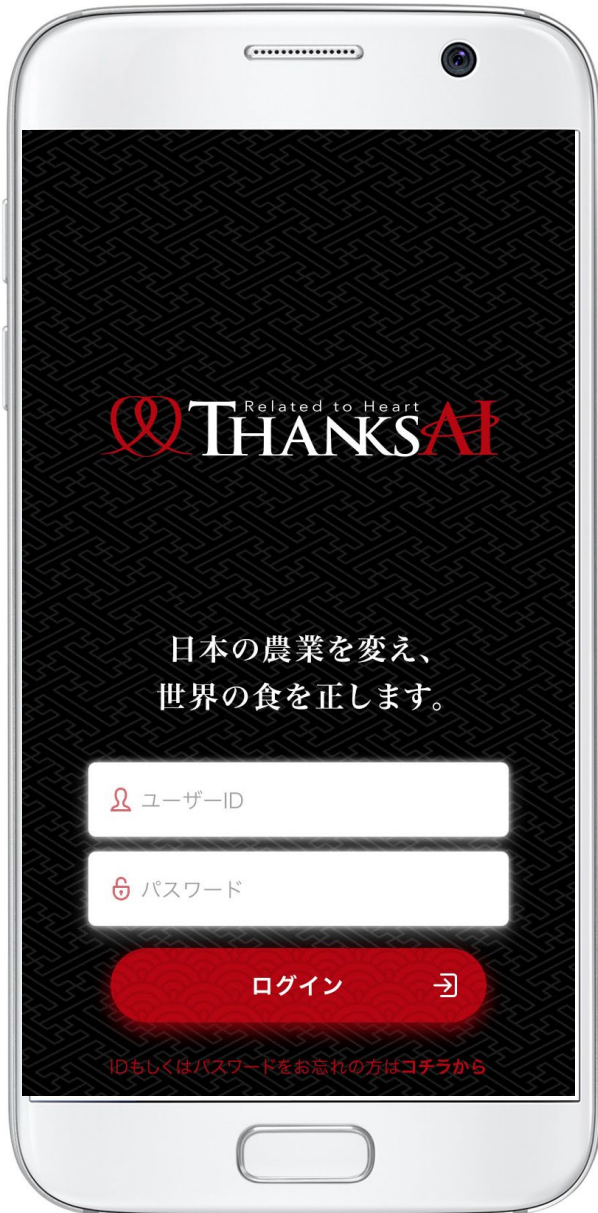 Related to Heart
THANKSAI
日本の農業を変え、
世界の食を正します。
ユーザーID
パスワード
ログイン
IDもしくはパスワードをお忘れの方はコチラから